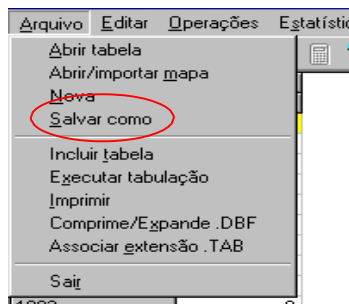 Arquivo Editar Operações Estatístic
Abrir tabela
Abrir/importar mapa
Nova
Salvar como
Incluir tabela
Executar tabulação
Imprimir
Comprime/Expande .DBF
Associar extensão .TAB
Sair